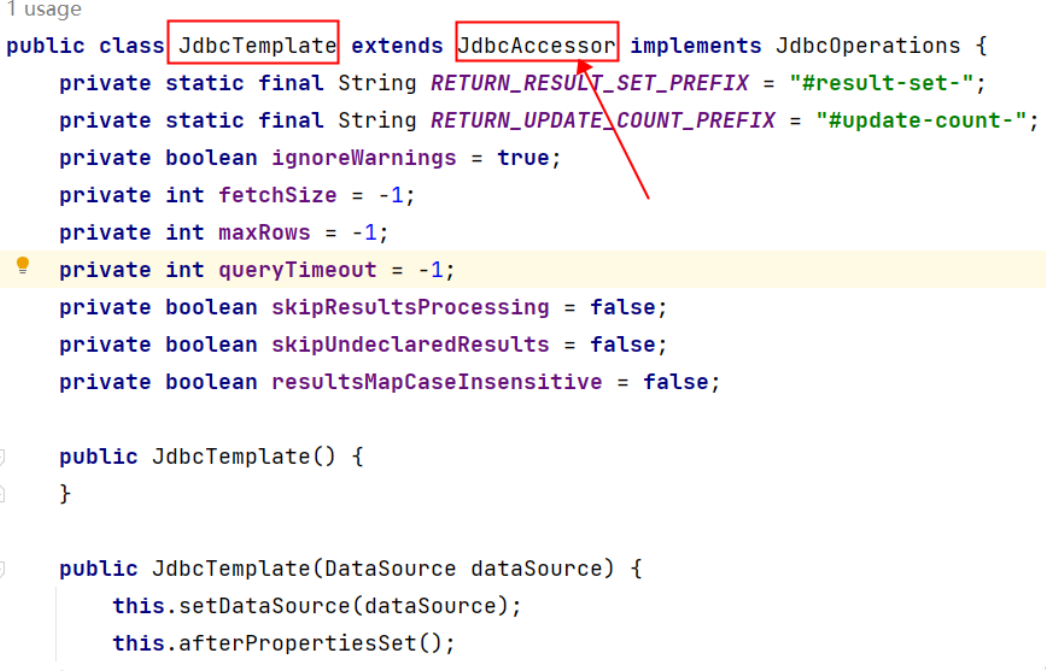 1 usage
public class JdbcTemplate extends JdbcAccessor implements JdbcOperations {
    private static final String RETURN_RESULT_SET_PREFIX = "#result-set-";
    private static final String RETURN_UPDATE_COUNT_PREFIX = "#update-count-";
    private boolean ignoreWarnings = true;
    private int fetchSize = -1;
    private int maxRows = -1;
    private int queryTimeout = -1;
    private boolean skipResultsProcessing = false;
    private boolean skipUndeclaredResults = false;
    private boolean resultsMapCaseInsensitive = false;
    public JdbcTemplate() {
    }
    public JdbcTemplate(DataSource dataSource) {
        this.setDataSource(dataSource);
        this.afterPropertiesSet();